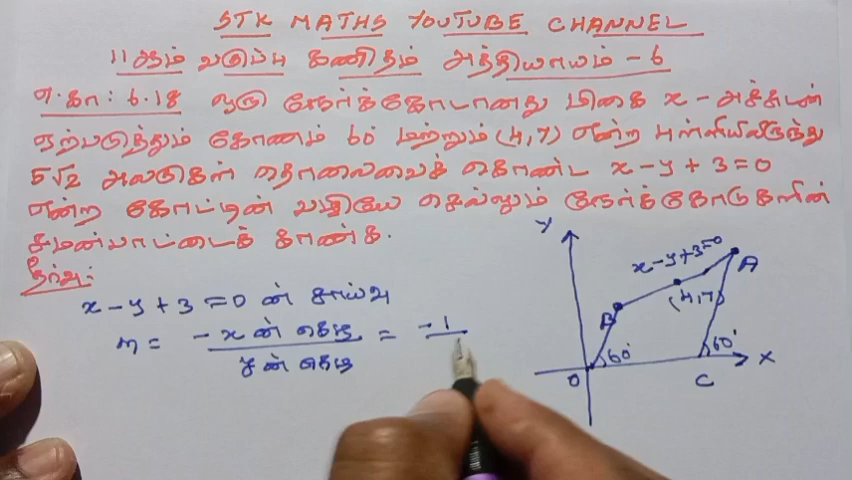 STK MATHS YOUTUBE CHANNEL
11 ஆம் வகுப்பு கணிதம் அத்தியாயம் - 6
எ.கா : 6.18 ஒரு நேர்க்கோடானது மிகை x - அச்சுடன்
ஏற்படுத்தும் கோணம் 60° மற்றும் (4,7) என்ற புள்ளியிலிருந்து
5√2 அலகுகள் தொலைவைக் கொண்ட x - y + 3 = 0
என்ற கோட்டின் வழியே செல்லும் நேர்க்கோடுகளின்
சமன்பாட்டைக் காண்க.
தீர்வு:
x - y + 3 = 0 ன் சாய்வு
m = - x ன் கெழு / y ன் கெழு = -1
Y
x-y+3=0
A
B
(4,7)
60°
60°
O
C
X